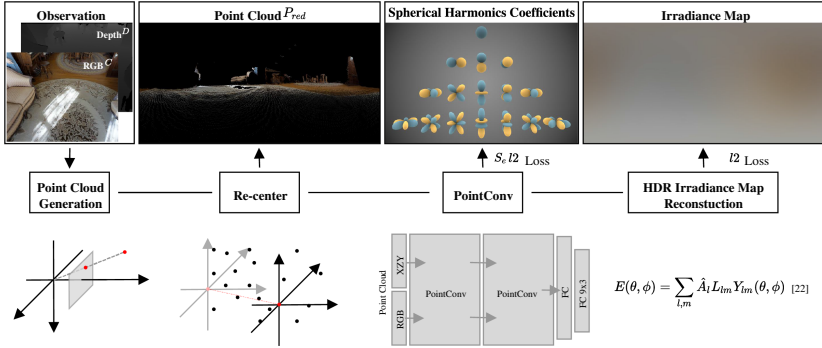 Observation
Depth D
RGB C
Point Cloud P_red
Spherical Harmonics Coefficients
Irradiance Map
S_e l2 Loss
l2 Loss
Point Cloud
Generation
Re-center
PointConv
HDR Irradiance Map
Reconstuction
Point Cloud
XZY
RGB
PointConv
PointConv
FC
FC 9x3
E(θ, ϕ) = ∑_{l,m} Â_l L_{lm} Y_{lm}(θ, ϕ) [22]